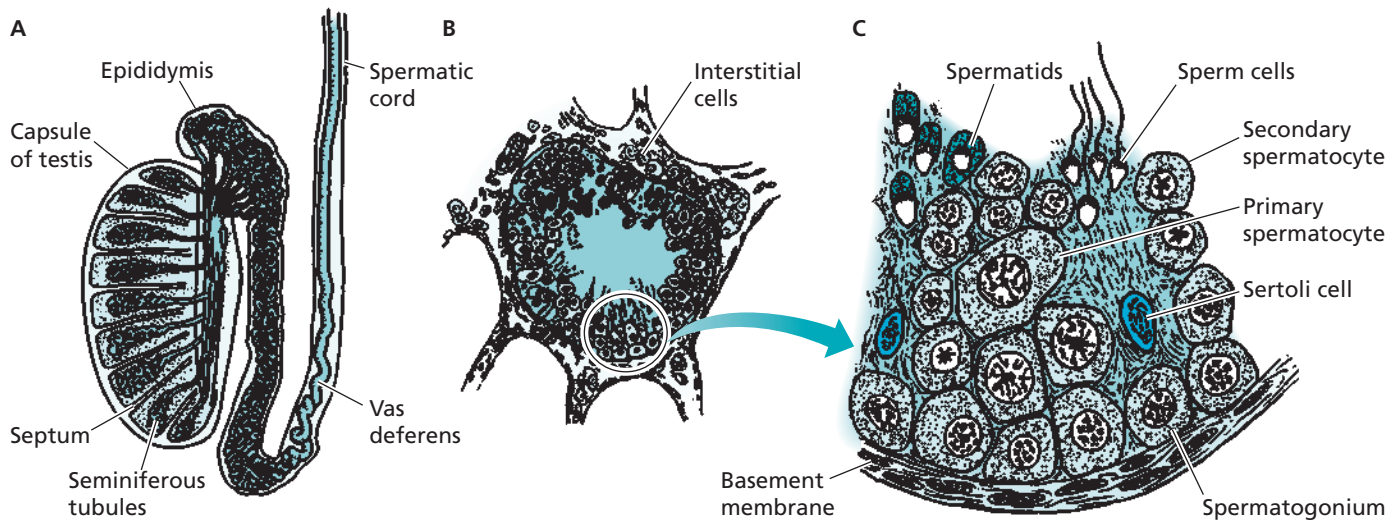 A
Epididymis
Capsule
of testis
Septum
Seminiferous
tubules
Spermatic
cord
Vas
deferens
B
Interstitial
cells
C
Spermatids
Sperm cells
Secondary
spermatocyte
Primary
spermatocyte
Sertoli cell
Basement
membrane
Spermatogonium